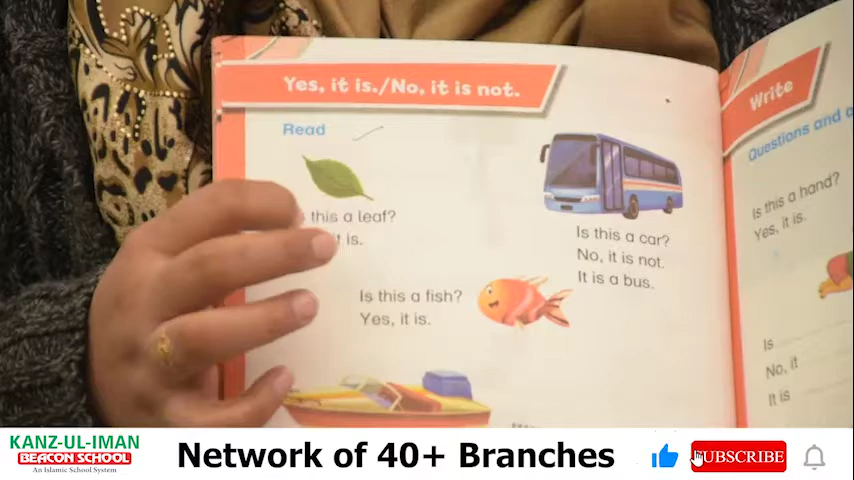 Yes, it is./No, it is not.
Read
this a leaf?
it is.
Is this a car?
No, it is not.
It is a bus.
Is this a fish?
Yes, it is.
Write
Questions and
Is this a hand?
Yes, it is.
Is
No, it
It is
KANZ-UL-IMAN
BEACON SCHOOL
An Islamic School System
Network of 40+ Branches
SUBSCRIBE